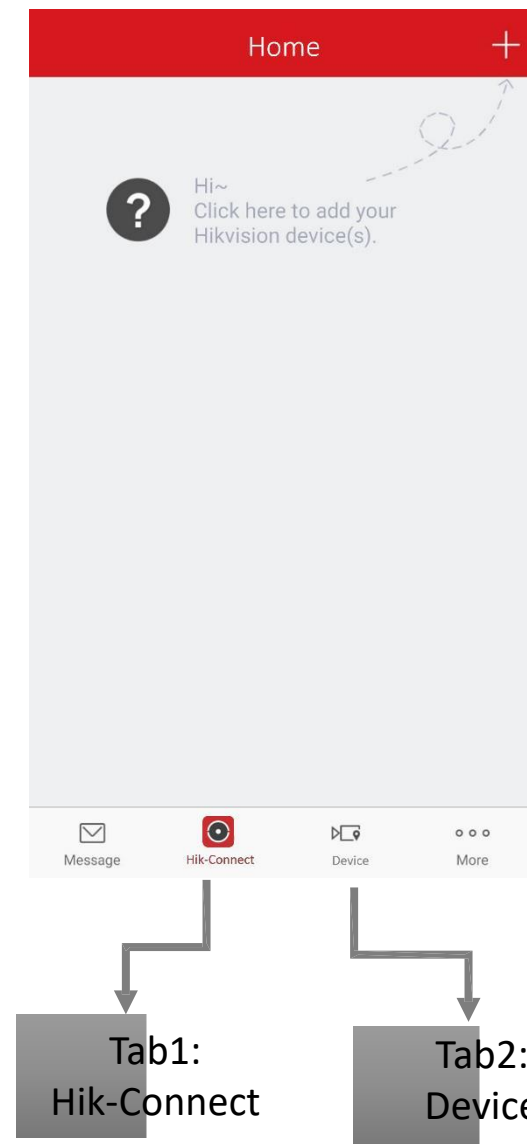 Home
Hi~
Click here to add your
Hikvision device(s).
Message
Hik-Connect
Device
More
Tab1:
Hik-Connect
Tab2:
Device